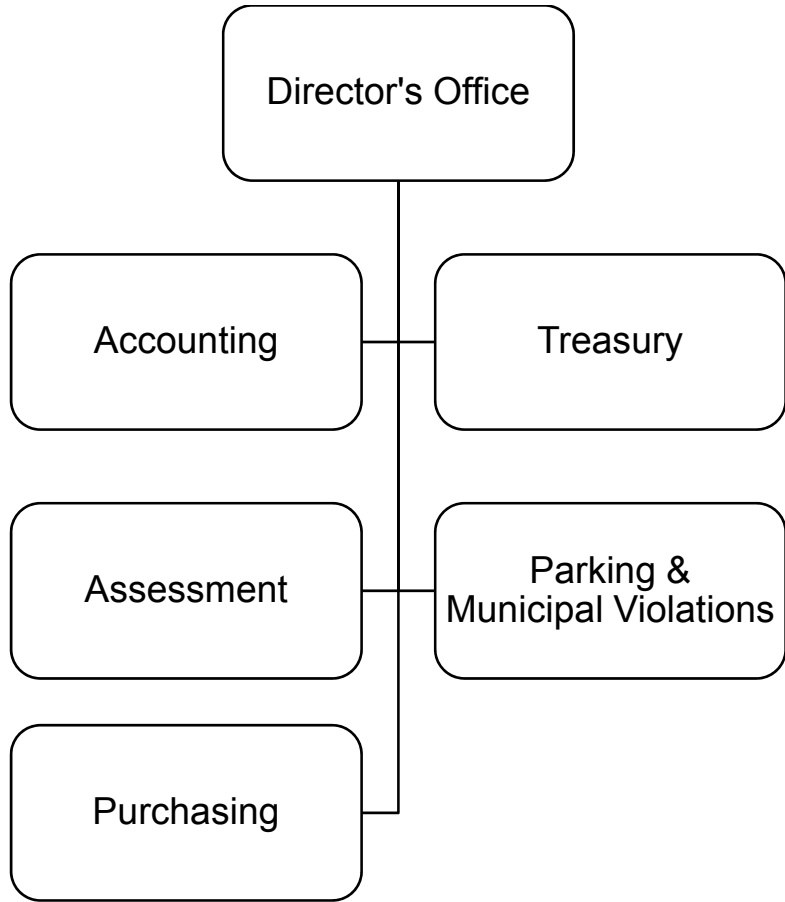 Director's Office
Accounting
Treasury
Assessment
Parking &
Municipal Violations
Purchasing